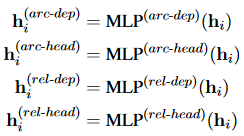 h_i^{(arc-dep)} = MLP^{(arc-dep)}(h_i)
h_i^{(arc-head)} = MLP^{(arc-head)}(h_i)
h_i^{(rel-dep)} = MLP^{(rel-dep)}(h_i)
h_i^{(rel-head)} = MLP^{(rel-head)}(h_i)